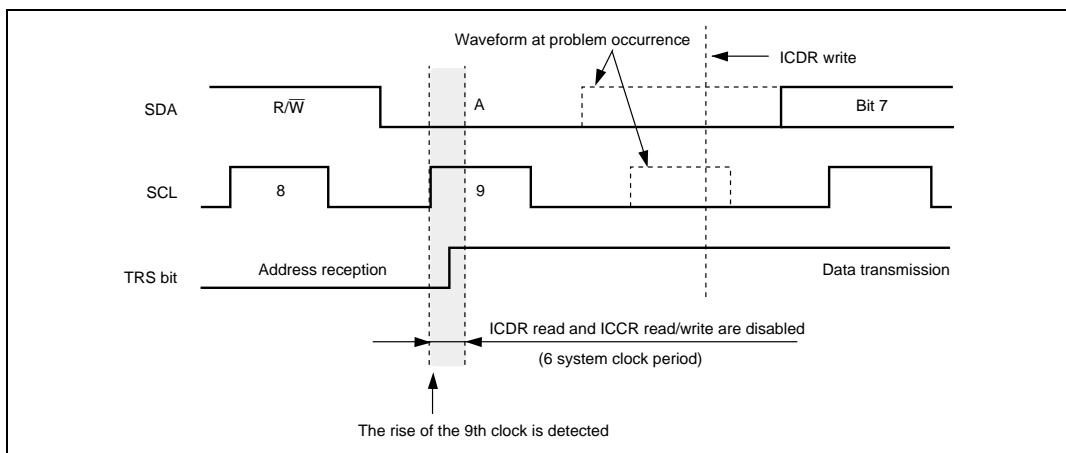 Waveform at problem occurrence
ICDR write
SDA
R/W̅
A
Bit 7
SCL
8
9
TRS bit
Address reception
Data transmission
ICDR read and ICCR read/write are disabled
(6 system clock period)
The rise of the 9th clock is detected